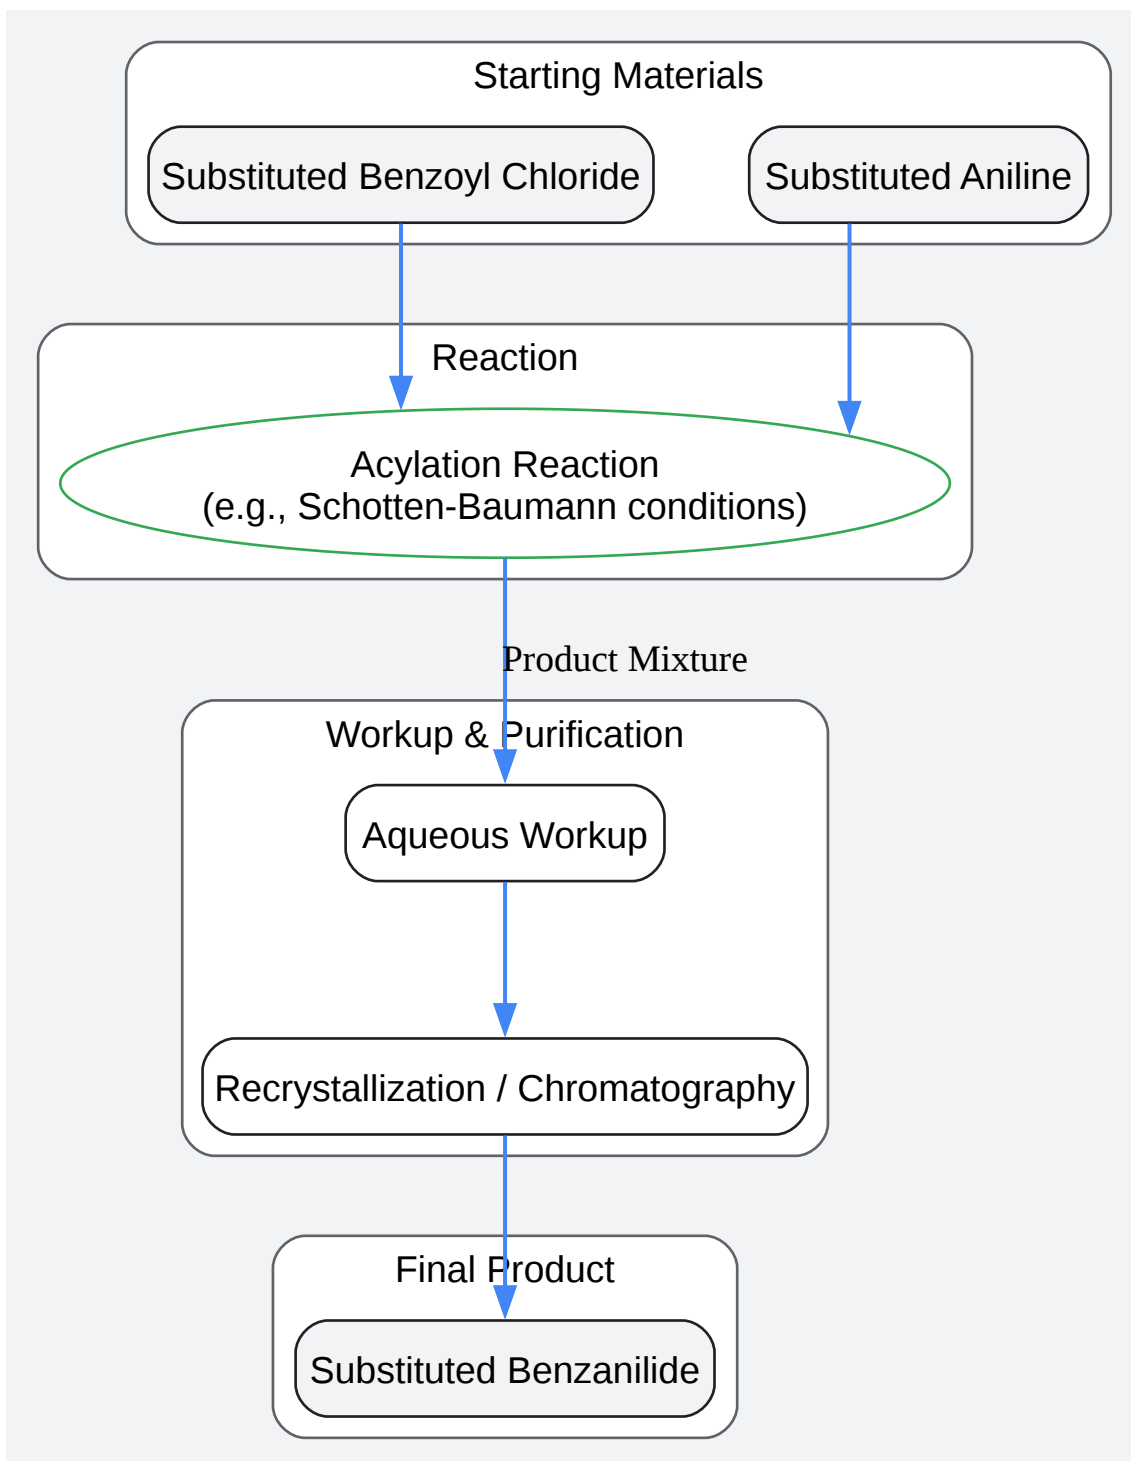 Starting Materials
Substituted Benzoyl Chloride
Substituted Aniline
Reaction
Acylation Reaction
(e.g., Schotten-Baumann conditions)
Product Mixture
Workup & Purification
Aqueous Workup
Recrystallization / Chromatography
Final Product
Substituted Benzanilide